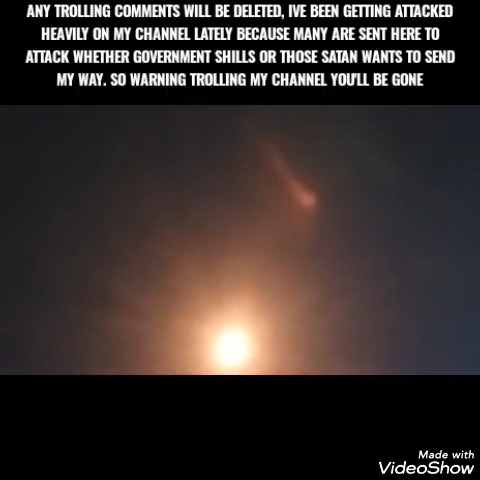 ANY TROLLING COMMENTS WILL BE DELETED, IVE BEEN GETTING ATTACKED
HEAVILY ON MY CHANNEL LATELY BECAUSE MANY ARE SENT HERE TO
ATTACK WHETHER GOVERNMENT SHILLS OR THOSE SATAN WANTS TO SEND
MY WAY. SO WARNING TROLLING MY CHANNEL YOU'LL BE GONE
Made with
VideoShow